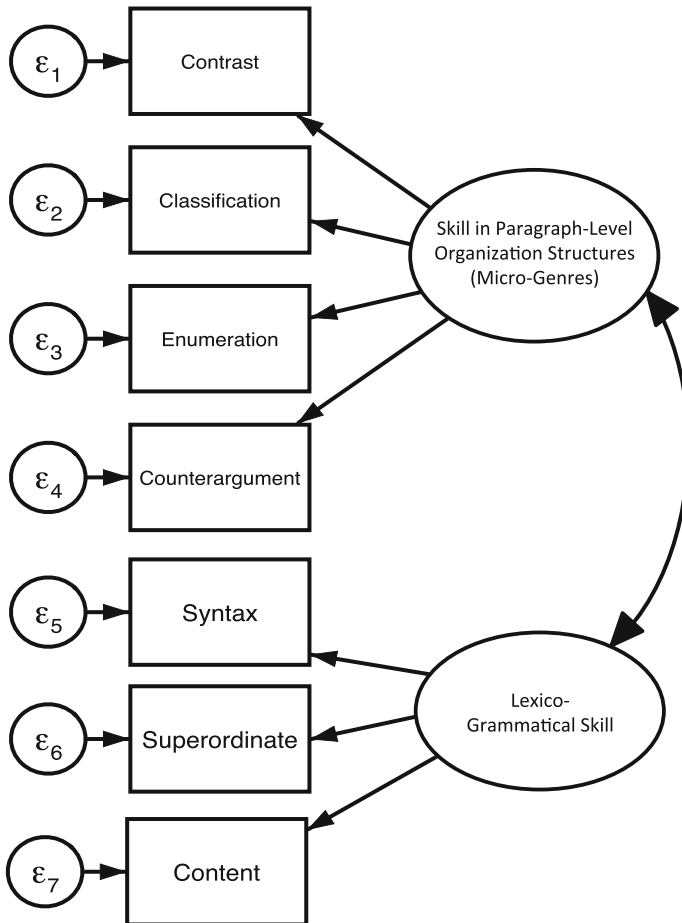 ε1
Contrast
ε2
Classification
Skill in Paragraph-Level
Organization Structures
(Micro-Genres)
ε3
Enumeration
ε4
Counterargument
ε5
Syntax
ε6
Superordinate
Lexico-
Grammatical Skill
ε7
Content